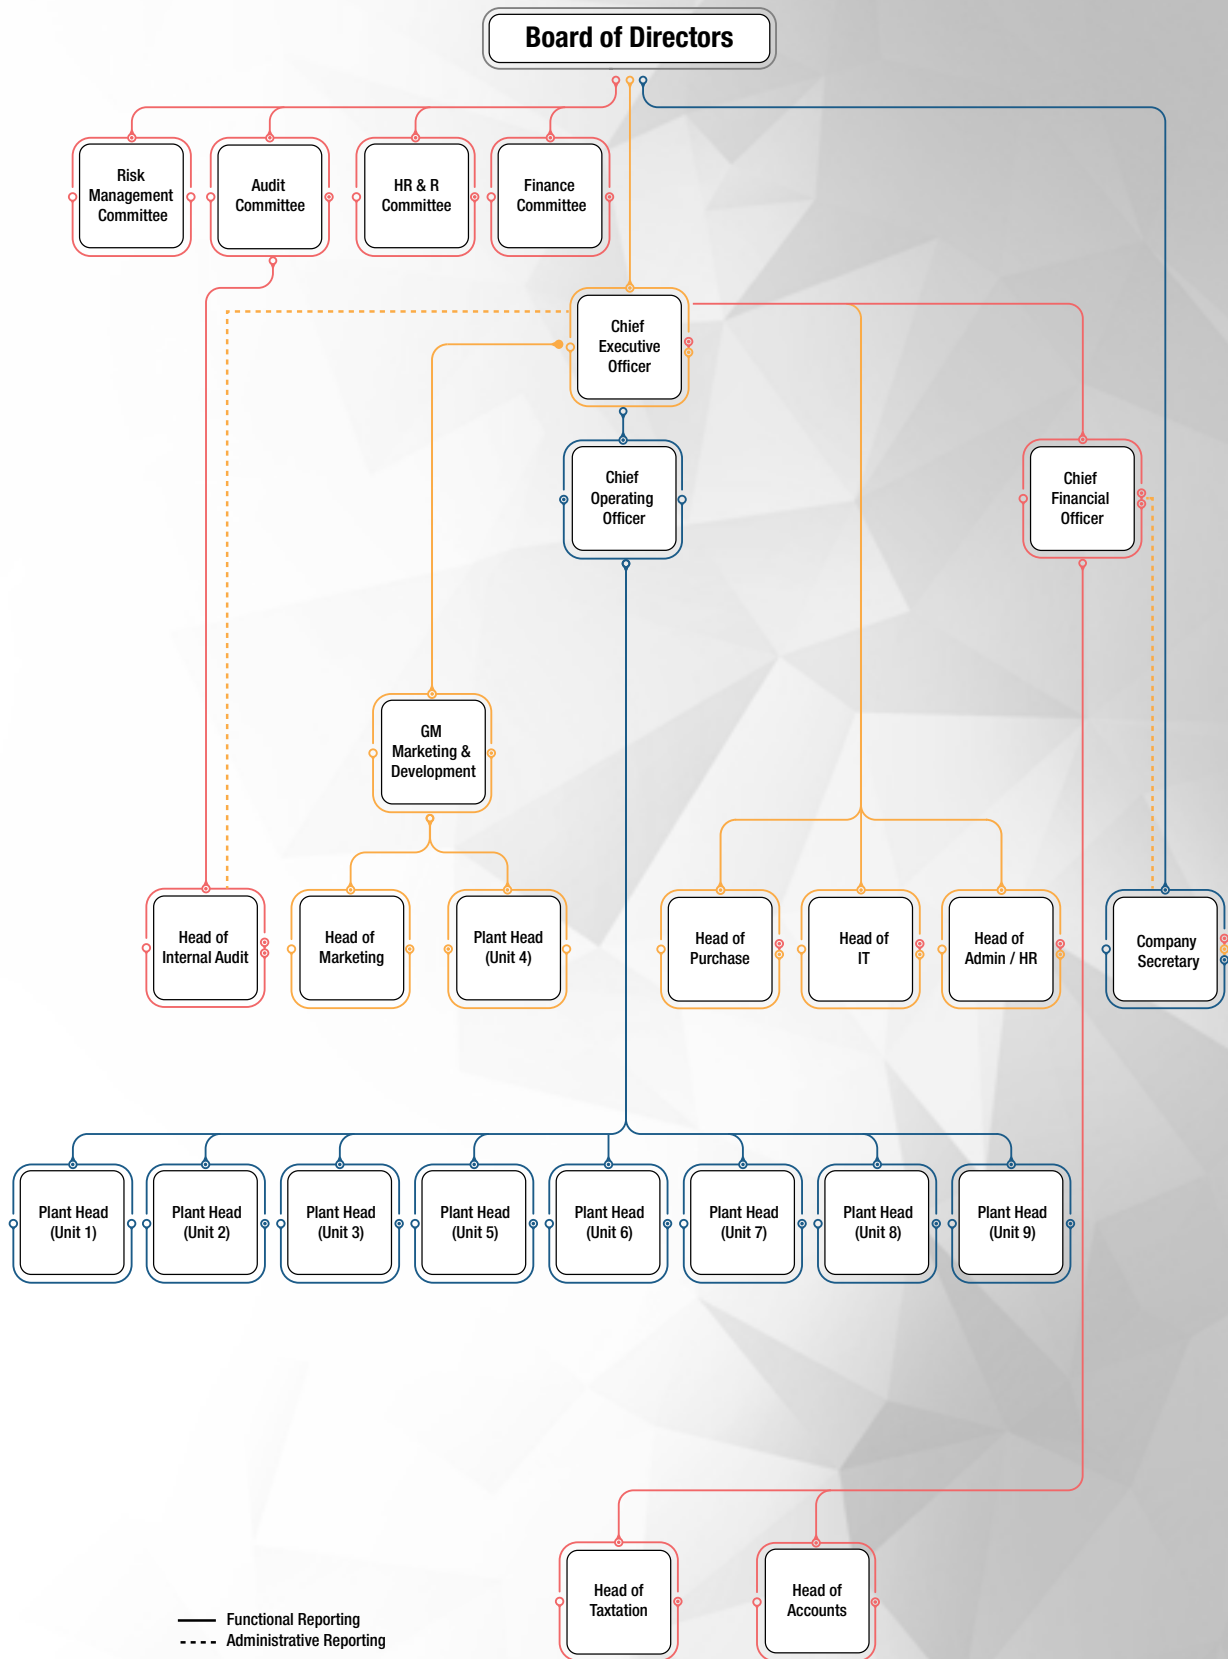 Board of Directors
Risk
Management
Committee
Audit
Committee
HR & R
Committee
Finance
Committee
Chief
Executive
Officer
Chief
Operating
Officer
Chief
Financial
Officer
GM
Marketing &
Development
Head of
Internal Audit
Head of
Marketing
Plant Head
(Unit 4)
Head of
Purchase
Head of
IT
Head of
Admin / HR
Company
Secretary
Plant Head
(Unit 1)
Plant Head
(Unit 2)
Plant Head
(Unit 3)
Plant Head
(Unit 5)
Plant Head
(Unit 6)
Plant Head
(Unit 7)
Plant Head
(Unit 8)
Plant Head
(Unit 9)
Head of
Taxtation
Head of
Accounts
Functional Reporting
Administrative Reporting